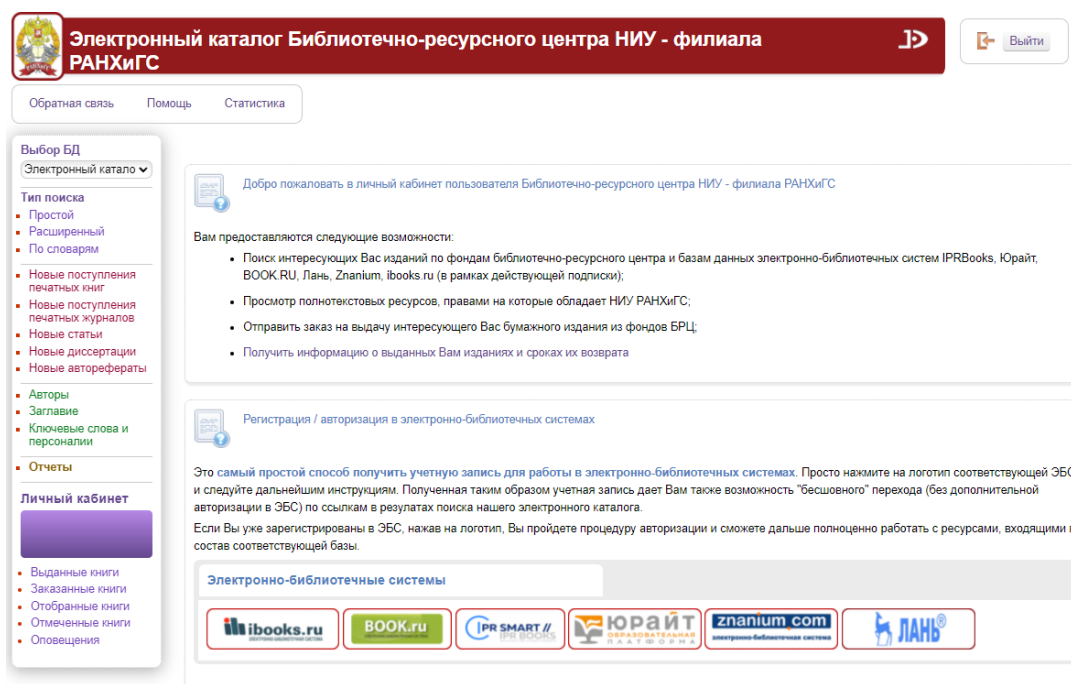 Электронный каталог Библиотечно-ресурсного центра НИУ - филиала
РАНХиГС
Выйти
Обратная связь Помощь Статистика
Выбор БД
Электронный катало
Тип поиска
Простой
Расширенный
По словарям
Новые поступления
печатных книг
Новые поступления
печатных журналов
Новые статьи
Новые диссертации
Новые авторефераты
Авторы
Заглавие
Ключевые слова и
персоналии
Отчеты
Личный кабинет
Выданные книги
Заказанные книги
Отобранные книги
Отмеченные книги
Оповещения
Добро пожаловать в личный кабинет пользователя Библиотечно-ресурсного центра НИУ - филиала РАНХиГС
Вам предоставляются следующие возможности:
Поиск интересующих Вас изданий по фондам библиотечно-ресурсного центра и базам данных электронно-библиотечных систем IPRBooks, Юрайт,
BOOK.RU, Лань, Znanium, ibooks.ru (в рамках действующей подписки);
Просмотр полнотекстовых ресурсов, правами на которые обладает НИУ РАНХиГС;
Отправить заказ на выдачу интересующего Вас бумажного издания из фондов БРЦ;
Получить информацию о выданных Вам изданиях и сроках их возврата
Регистрация / авторизация в электронно-библиотечных системах
Это самый простой способ получить учетную запись для работы в электронно-библиотечных системах. Просто нажмите на логотип соответствующей ЭБС
и следуйте дальнейшим инструкциям. Полученная таким образом учетная запись дает Вам также возможность "бесшовного" перехода (без дополнительной
авторизации в ЭБС) по ссылкам в резулатах поиска нашего электронного каталога.
Если Вы уже зарегистрированы в ЭБС, нажав на логотип, Вы пройдете процедуру авторизации и сможете дальше полноценно работать с ресурсами, входящими
состав соответствующей базы.
Электронно-библиотечные системы
ibooks.ru
BOOK.ru
IPR SMART //
IPR BOOKS
юрайт
ОБРАЗОВАТЕЛЬНАЯ
ПЛАТФОРМА
znanium.com
электронно-библиотечная система
ЛАНЬ®